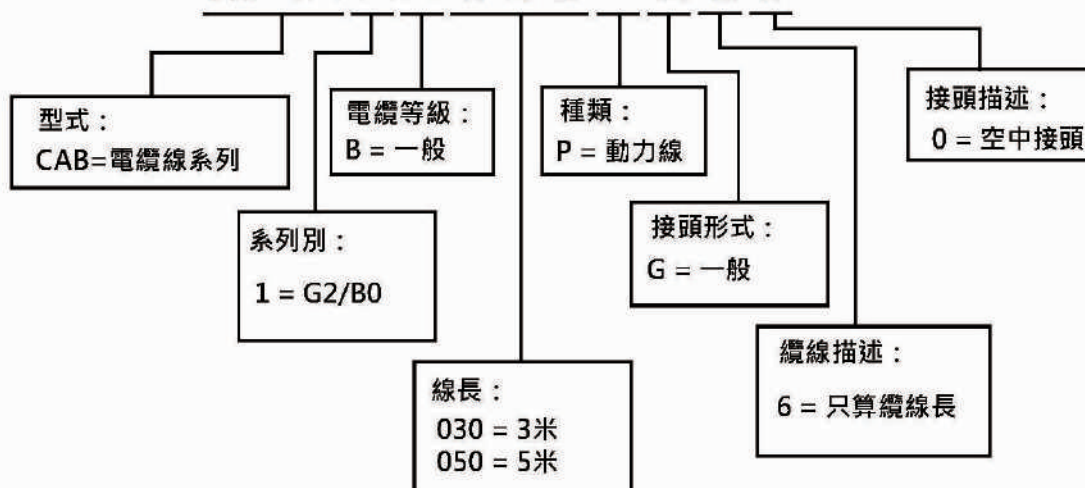 型式：
CAB=電纜線系列
系列別：
1 = G2/B0
電纜等級：
B = 一般
線長：
030 = 3米
050 = 5米
種類：
P = 動力線
接頭形式：
G = 一般
纜線描述：
6 = 只算纜線長
接頭描述：
0 = 空中接頭